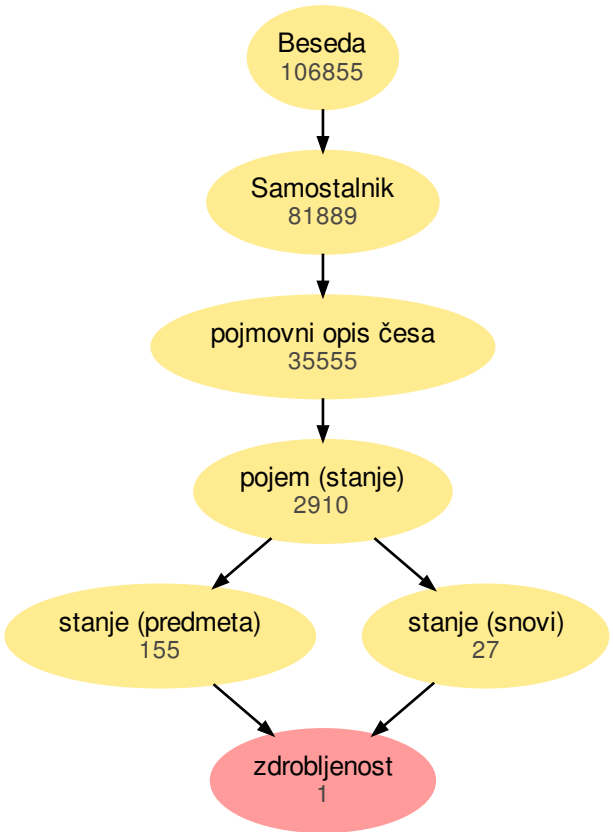 Beseda
106855
Samostalnik
81889
pojmovni opis česa
35555
pojem (stanje)
2910
stanje (predmeta)
155
stanje (snovi)
27
zdrobljenost
1